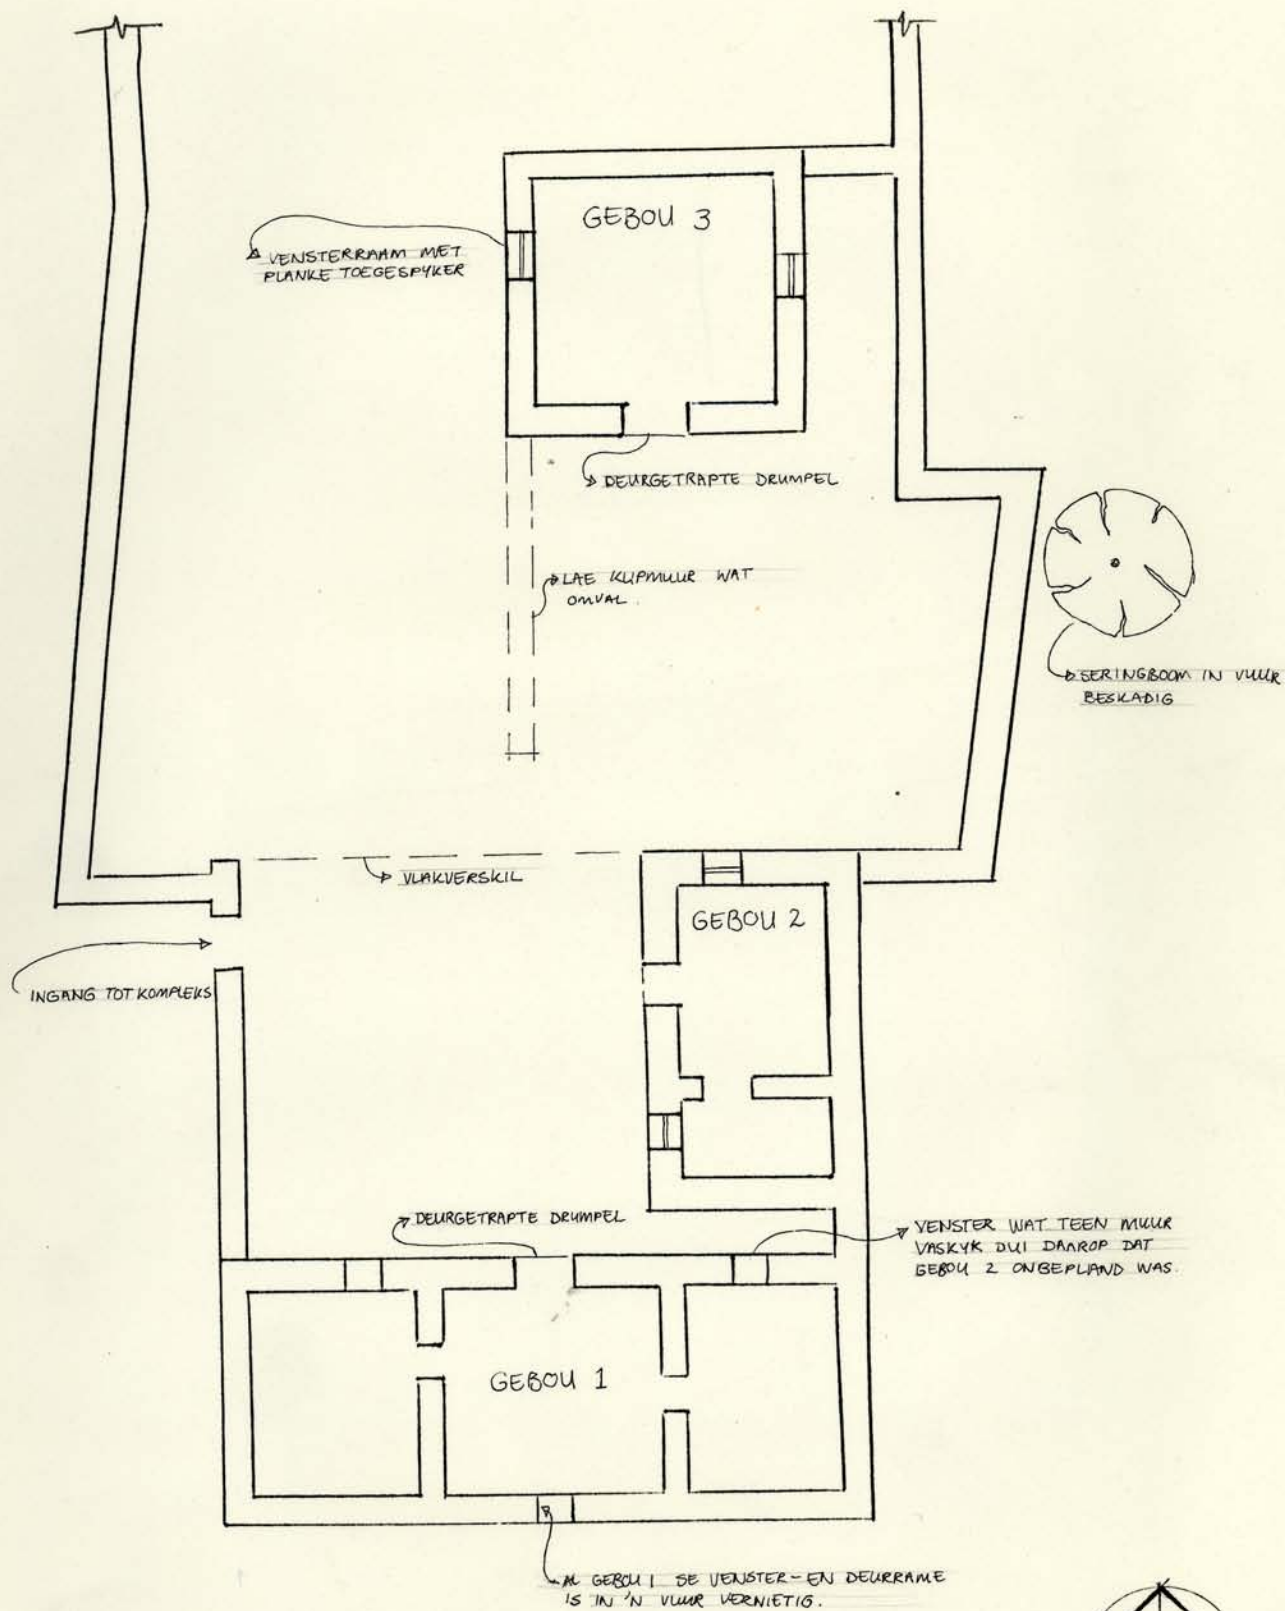 GEBOU 3
VENSTERRAAM MET
PLANKE TOEGESPYKER
DEURGETRAPTE DRUMPEL
LAE KLIPMUUR WAT
OMVAL.
SERINGBOOM IN VUUR
BESKADIG
VLAKVERSKIL
GEBOU 2
INGANG TOT KOMPLEKS
DEURGETRAPTE DRUMPEL
VENSTER WAT TEEN MUUR
VASKYK DUI DAAROP DAT
GEBOU 2 ONBEPLAND WAS.
GEBOU 1
AL GEBOU 1 SE VENSTER-EN DEURRAME
IS IN 'N VUUR VERNIETIG.